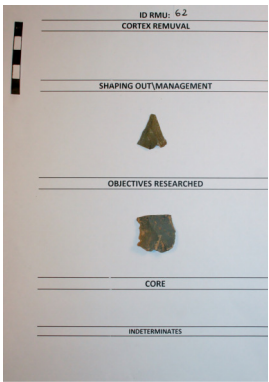 ID RMU: 62
CORTEX REMUVAL
SHAPING OUT\MANAGEMENT
OBJECTIVES RESEARCHED
CORE
INDETERMINATES